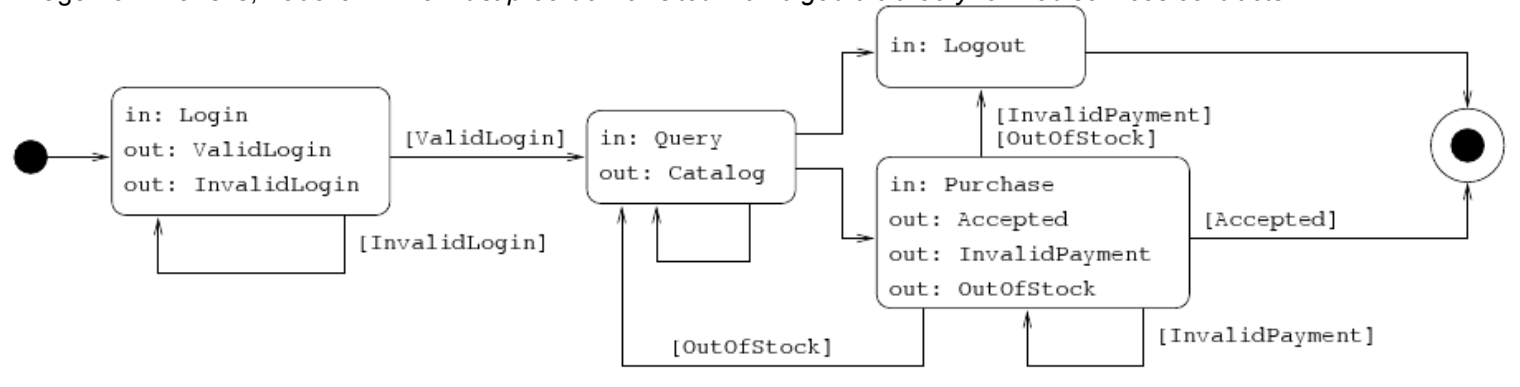 in: Logout
in: Login
out: ValidLogin
out: InvalidLogin
[ValidLogin]
in: Query
out: Catalog
[InvalidPayment]
[OutOfStock]
in: Purchase
out: Accepted
out: InvalidPayment
out: OutOfStock
[Accepted]
[InvalidLogin]
[OutOfStock]
[InvalidPayment]